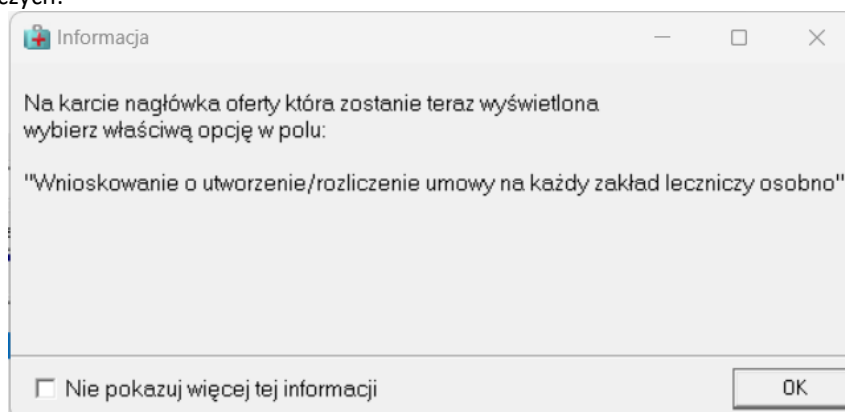 Informacja
Na karcie nagłówka oferty która zostanie teraz wyświetlona
wybierz właściwą opcję w polu:
"Wnioskowanie o utworzenie/rozliczenie umowy na każdy zakład leczniczy osobno"
Nie pokazuj więcej tej informacji
OK